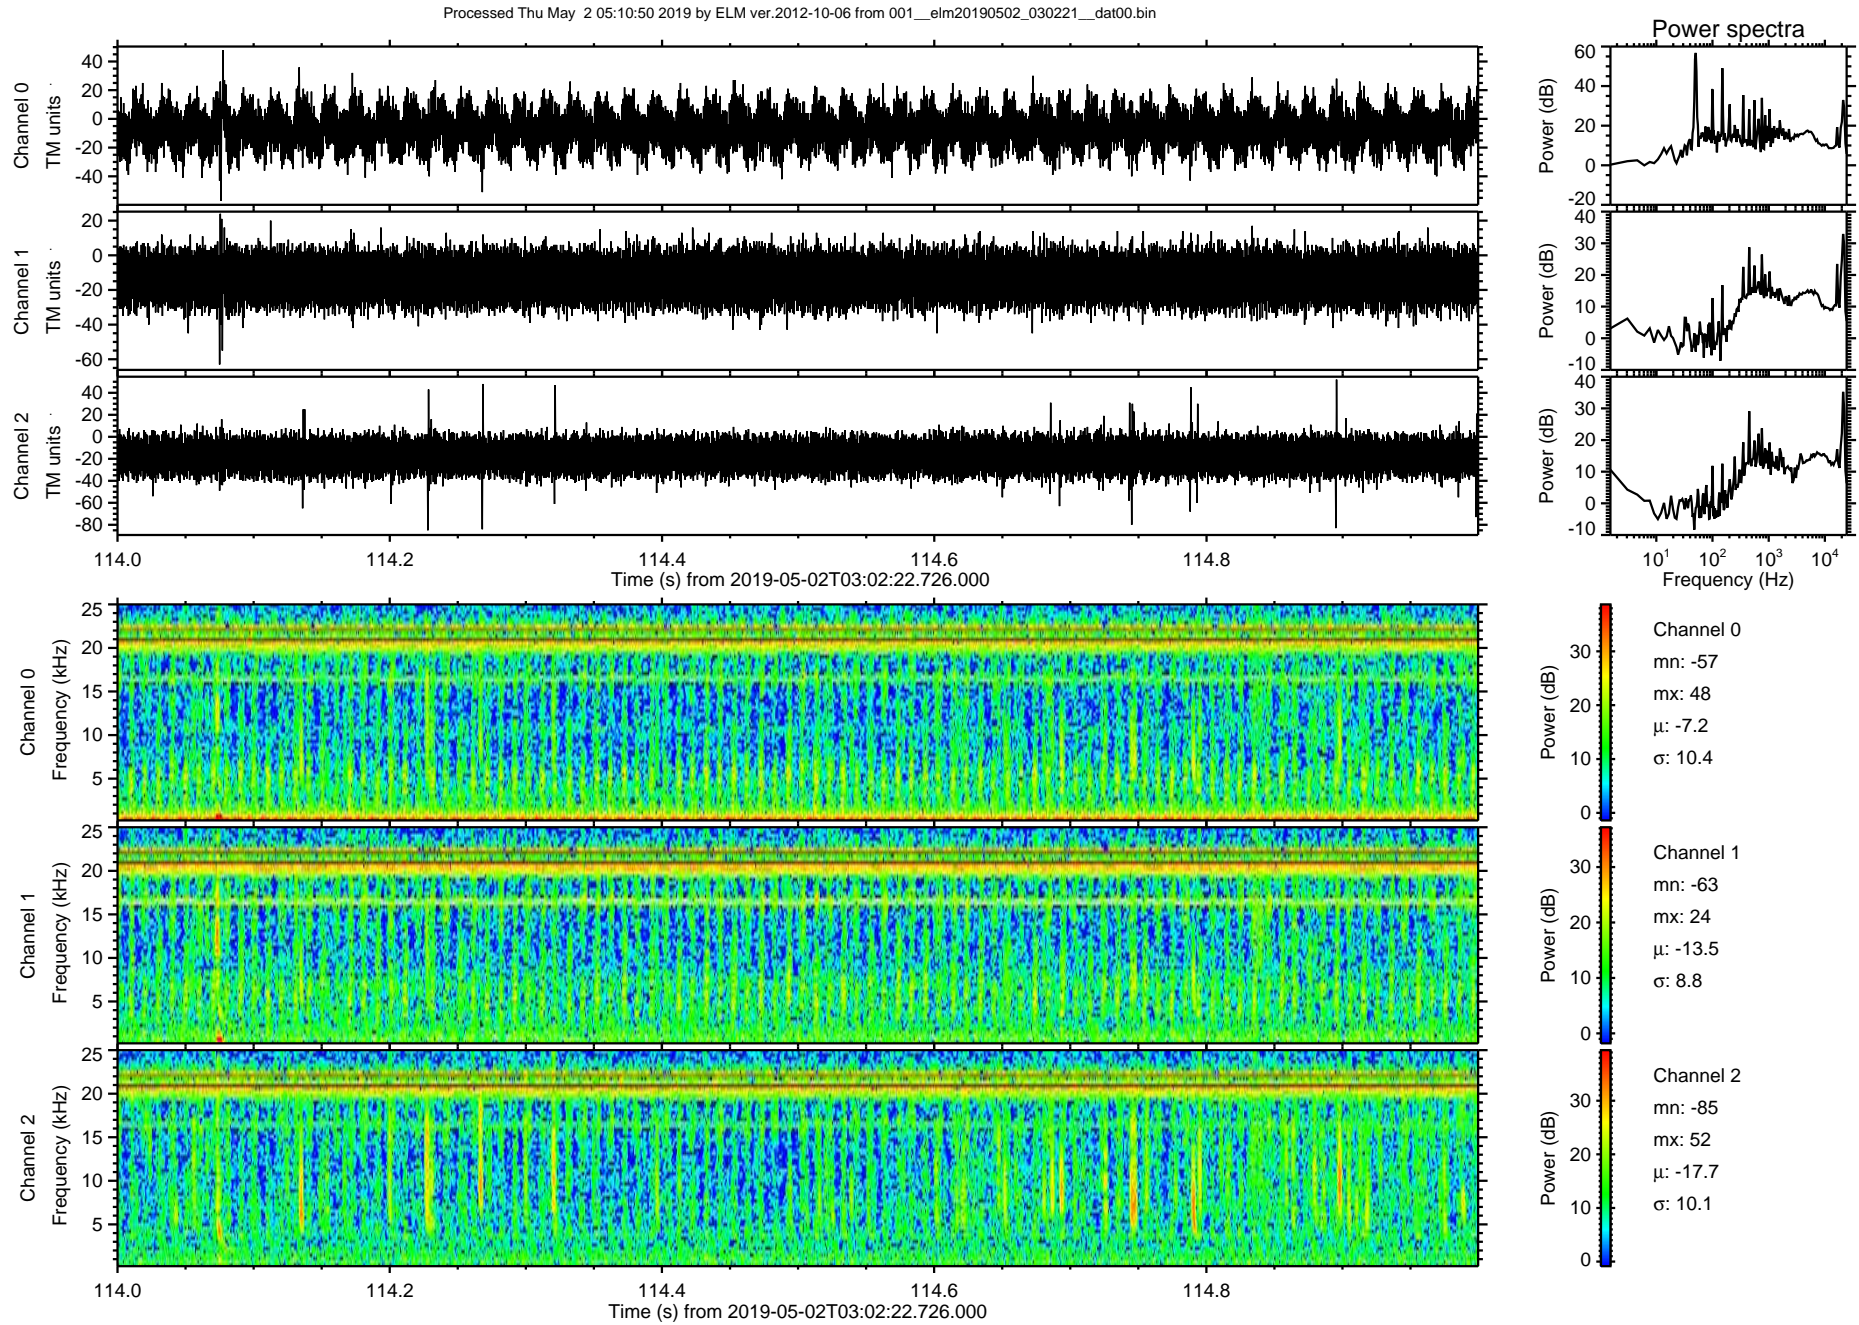 Processed Thu May  2 05:10:50 2019 by ELM ver.2012-10-06 from 001__elm20190502_030221__dat00.bin
Power spectra
Channel 0
TM units
40
20
0
-20
-40
Power (dB)
60
40
20
0
-20
Channel 1
TM units
20
0
-20
-40
-60
Power (dB)
40
30
20
10
0
-10
Channel 2
TM units
40
20
0
-20
-40
-60
-80
Power (dB)
40
30
20
10
0
-10
114.0 114.2 114.4 114.6 114.8
Time (s) from 2019-05-02T03:02:22.726.000
10¹ 10² 10³ 10⁴
Frequency (Hz)
Channel 0
Frequency (kHz)
25
20
15
10
5
Power (dB)
30
20
10
0
Channel 0
mn: -57
mx: 48
μ: -7.2
σ: 10.4
Channel 1
Frequency (kHz)
25
20
15
10
5
Power (dB)
30
20
10
0
Channel 1
mn: -63
mx: 24
μ: -13.5
σ: 8.8
Channel 2
Frequency (kHz)
25
20
15
10
5
Power (dB)
30
20
10
0
Channel 2
mn: -85
mx: 52
μ: -17.7
σ: 10.1
114.0 114.2 114.4 114.6 114.8
Time (s) from 2019-05-02T03:02:22.726.000